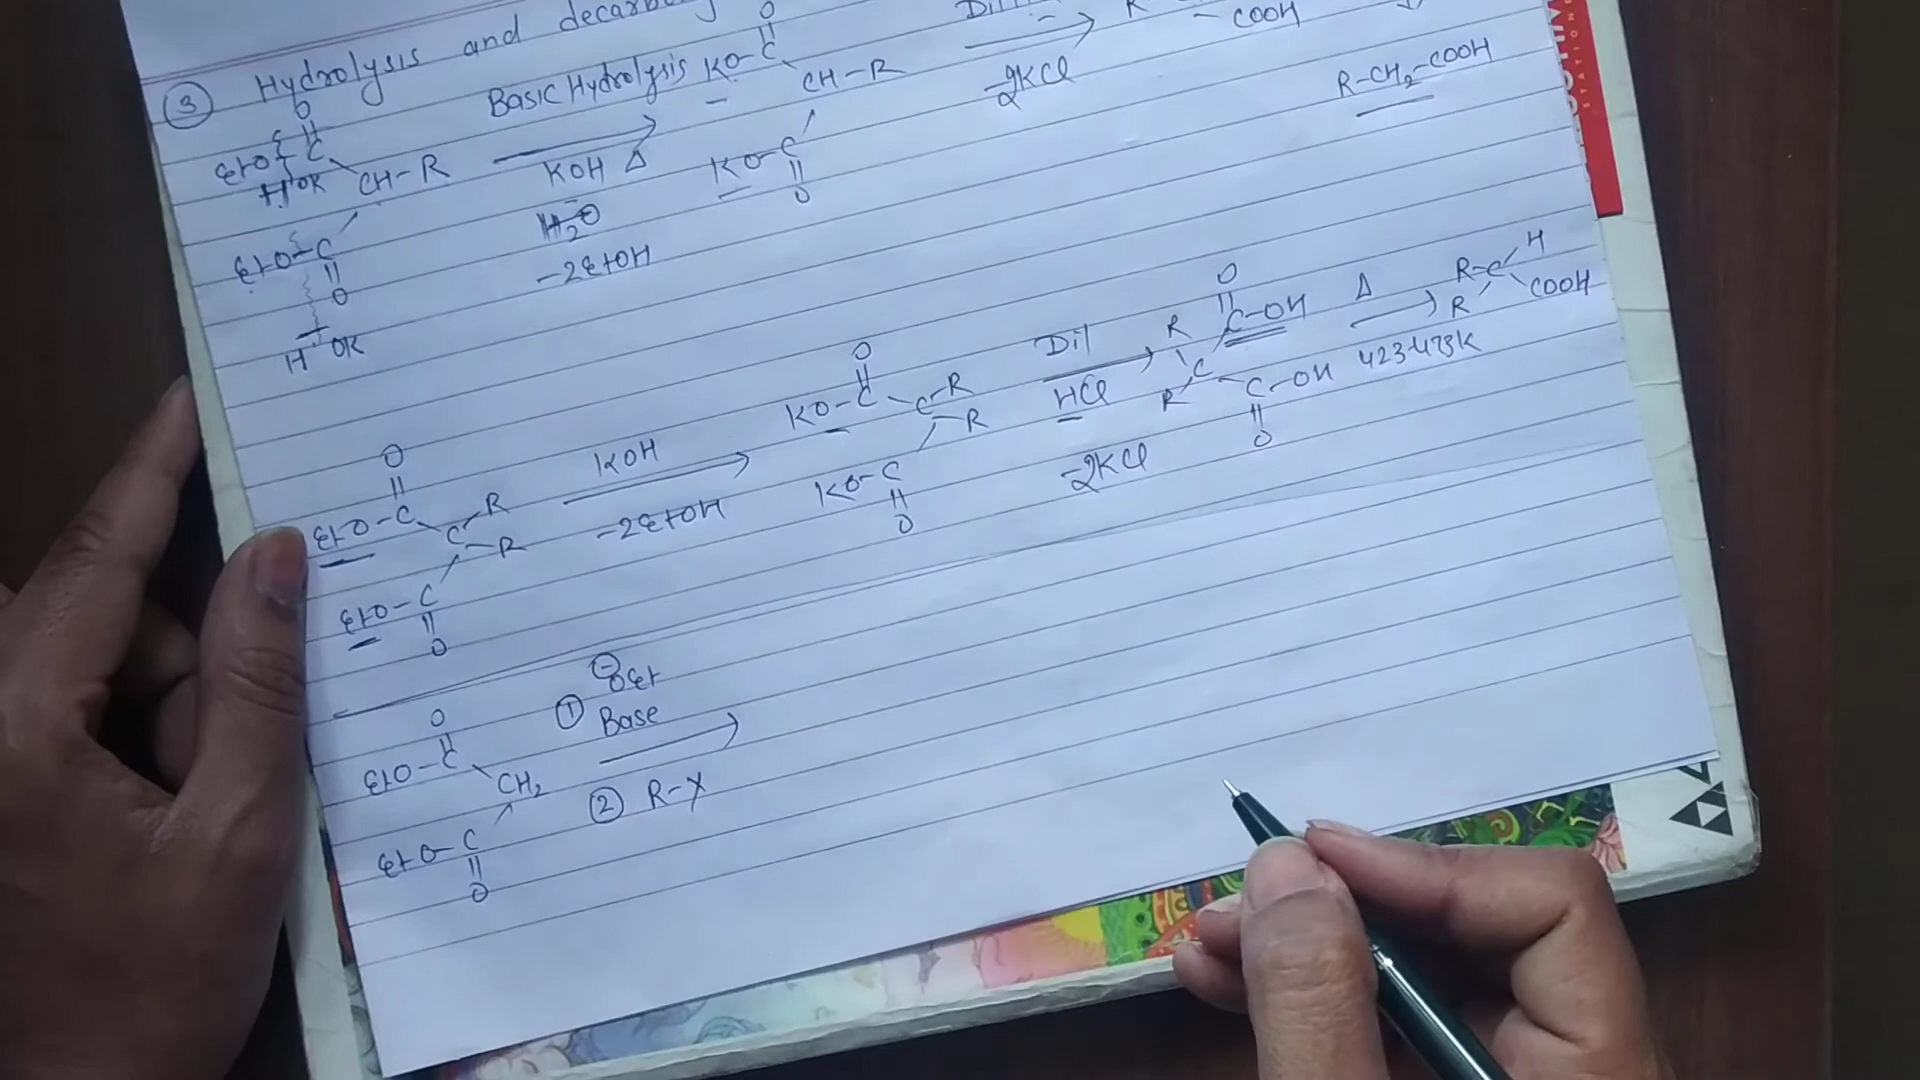 ③ Hydrolysis and
O
KO-C
COOH
EtO C
Basic Hydrolysis
CH-R
-2KCl
R-CH₂-COOH
H OK CH-R
KOH Δ
KO-C
O
EtO-C
H₂O
-2EtOH
O
H OK
O
KO-C
C-R
R
Dil
HCl
-2KCl
O
R C-OH
C
R C-OH
O
Δ
423-473K
R-C H
R COOH
O
EtO-C
C R
R
EtO-C
O
KOH
-2EtOH
KO-C
O
⊖
OEt
① Base
② R-X
O
EtO-C
CH₂
EtO-C
O